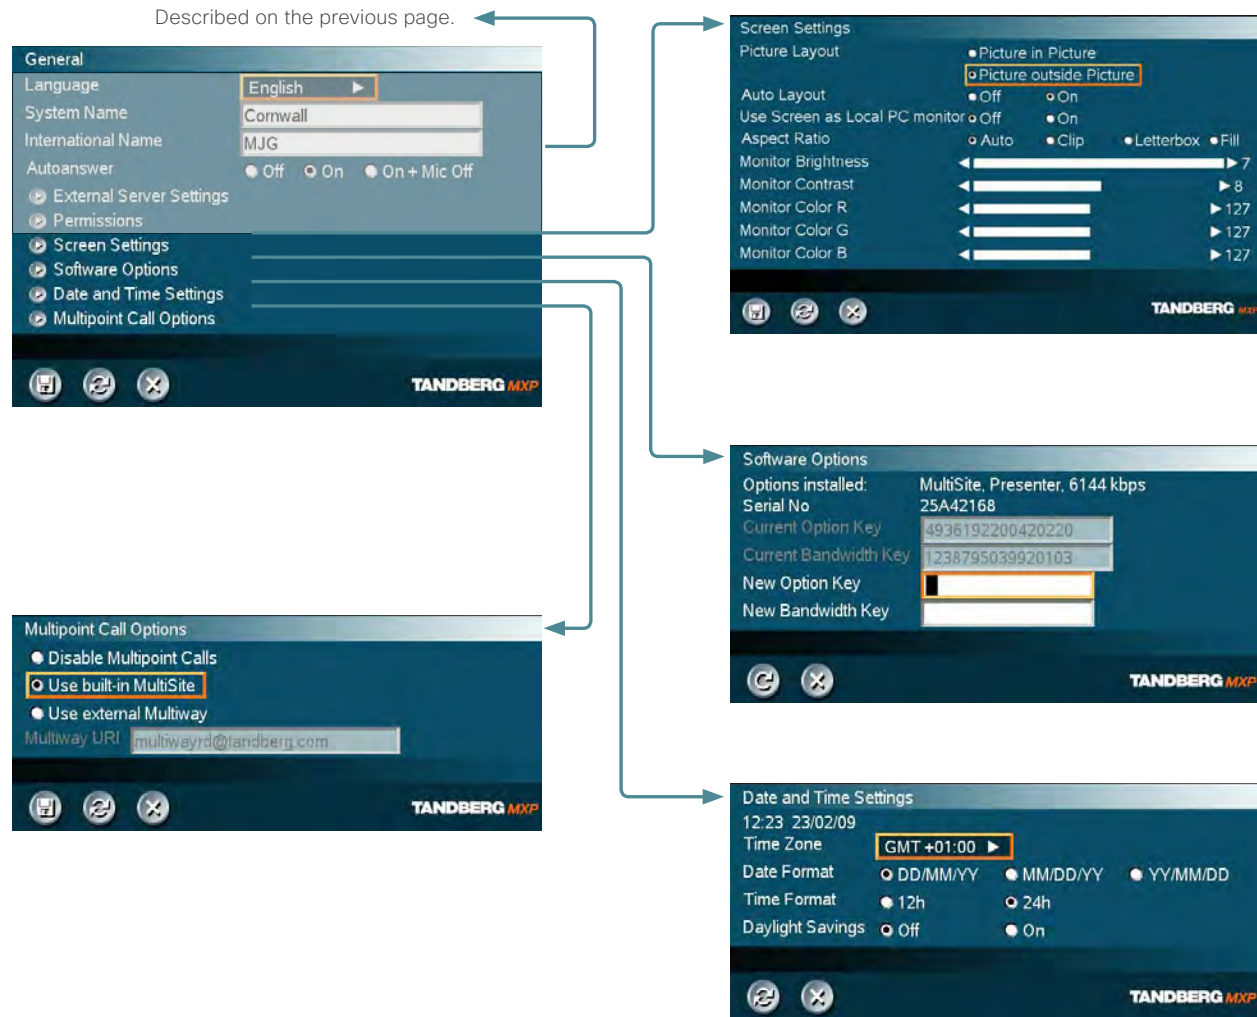 Described on the previous page.
General
Language English
System Name Cornwall
International Name MJG
Autoanswer Off On On + Mic Off
External Server Settings
Permissions
Screen Settings
Software Options
Date and Time Settings
Multipoint Call Options
TANDBERG MXP
Screen Settings
Picture Layout Picture in Picture
Picture outside Picture
Auto Layout Off On
Use Screen as Local PC monitor Off On
Aspect Ratio Auto Clip Letterbox Fill
Monitor Brightness 7
Monitor Contrast 8
Monitor Color R 127
Monitor Color G 127
Monitor Color B 127
TANDBERG MXP
Software Options
Options installed: MultiSite, Presenter, 6144 kbps
Serial No 25A42168
Current Option Key 4936192200420220
Current Bandwidth Key 1238795039920103
New Option Key
New Bandwidth Key
TANDBERG MXP
Multipoint Call Options
Disable Multipoint Calls
Use built-in MultiSite
Use external Multiway
Multiway URI multiwayrd@tandberg.com
TANDBERG MXP
Date and Time Settings
12:23 23/02/09
Time Zone GMT +01:00
Date Format DD/MM/YY MM/DD/YY YY/MM/DD
Time Format 12h 24h
Daylight Savings Off On
TANDBERG MXP